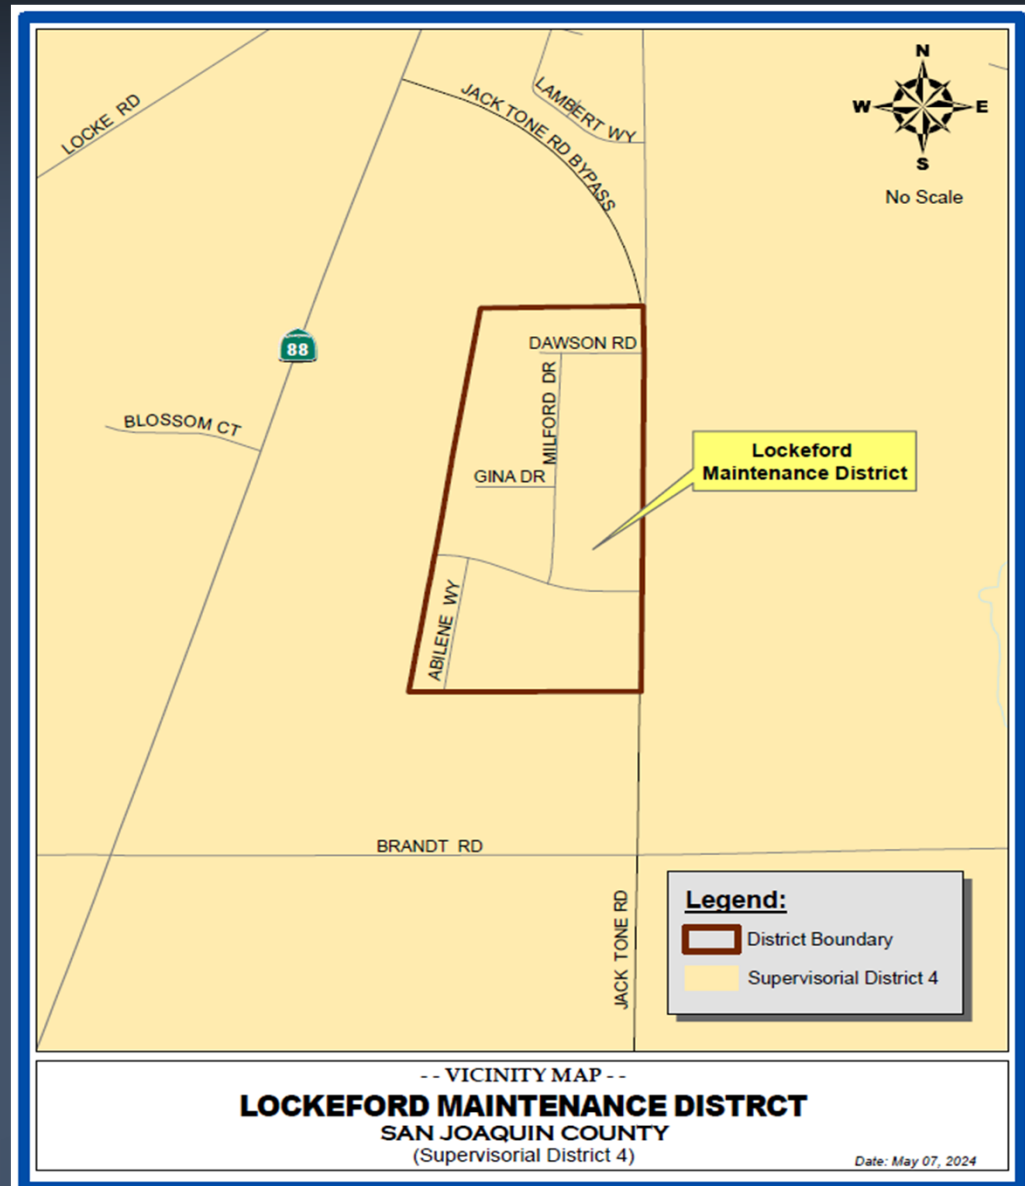 N
W E
S
No Scale
LOCKE RD
JACK TONE RD BYPASS
LAMBERT WY
88
DAWSON RD
MILFORD DR
BLOSSOM CT
GINA DR
Lockeford
Maintenance District
ABILENE WY
BRANDT RD
JACK TONE RD
Legend:
District Boundary
Supervisorial District 4
- - VICINITY MAP - -
LOCKEFORD MAINTENANCE DISTRCT
SAN JOAQUIN COUNTY
(Supervisorial District 4)
Date: May 07, 2024